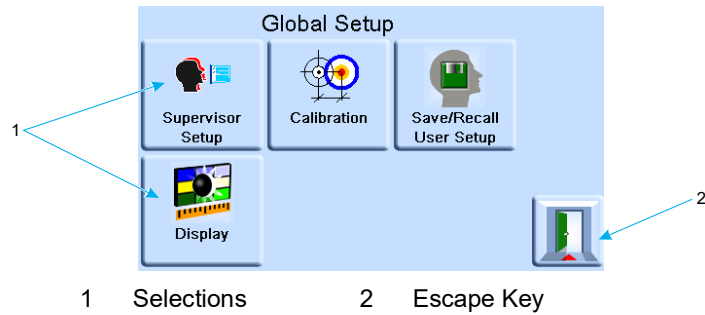 Global Setup
Supervisor
Setup
Calibration
Save/Recall
User Setup
1
Display
2
1 Selections 2 Escape Key